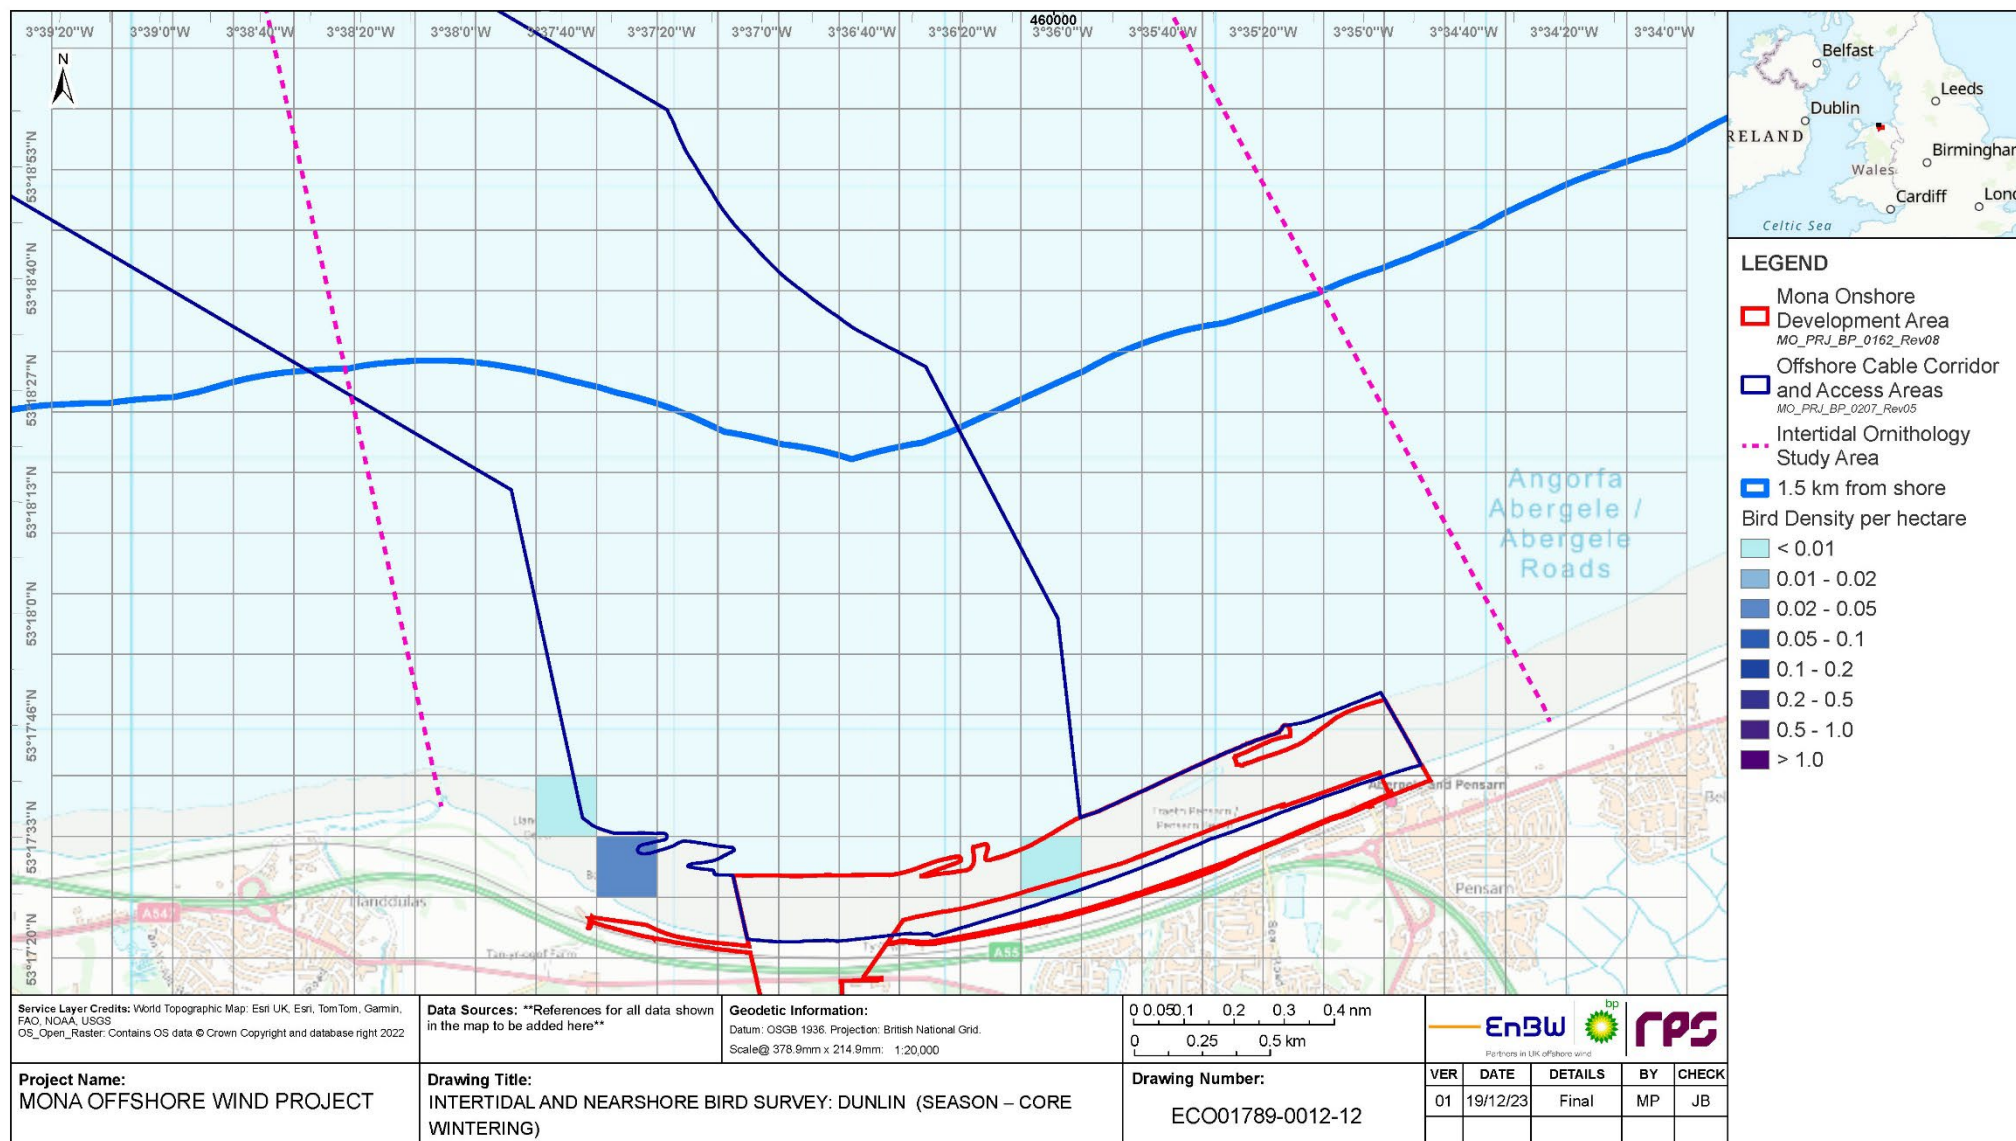 460000
3°39'20"W 3°39'0"W 3°38'40"W 3°38'20"W 3°38'0"W 3°37'40"W 3°37'20"W 3°37'0"W 3°36'40"W 3°36'20"W 3°36'0"W 3°35'40"W 3°35'20"W 3°35'0"W 3°34'40"W 3°34'20"W 3°34'0"W
N
53°18'53"N
53°18'40"N
53°18'27"N
53°18'13"N
53°18'0"N
53°17'46"N
53°17'33"N
53°17'20"N
Angorfa
Abergele /
Abergele
Roads
Abergele and Pensarn
Traeth Pensarn /
Pensarn
Pensarn
Llanddulas
A547
A55
Belfast
Leeds
Dublin
RELAND
Birminghar
Wales
Cardiff
Lond
Celtic Sea
LEGEND
Mona Onshore
Development Area
MO_PRJ_BP_0162_Rev08
Offshore Cable Corridor
and Access Areas
MO_PRJ_BP_0207_Rev05
Intertidal Ornithology
Study Area
1.5 km from shore
Bird Density per hectare
< 0.01
0.01 - 0.02
0.02 - 0.05
0.05 - 0.1
0.1 - 0.2
0.2 - 0.5
0.5 - 1.0
> 1.0
Service Layer Credits: World Topographic Map: Esri UK, Esri, TomTom, Garmin,
FAO, NOAA, USGS
OS_Open_Raster: Contains OS data © Crown Copyright and database right 2022
Data Sources: **References for all data shown
in the map to be added here**
Geodetic Information:
Datum: OSGB 1936. Projection: British National Grid.
Scale@ 378.9mm x 214.9mm: 1:20,000
0 0.05 0.1 0.2 0.3 0.4 nm
0 0.25 0.5 km
EnBW
Partners in UK offshore wind
bp
rps
Project Name:
MONA OFFSHORE WIND PROJECT
Drawing Title:
INTERTIDAL AND NEARSHORE BIRD SURVEY: DUNLIN (SEASON – CORE
WINTERING)
Drawing Number:
ECO01789-0012-12
VER DATE DETAILS BY CHECK
01 19/12/23 Final MP JB